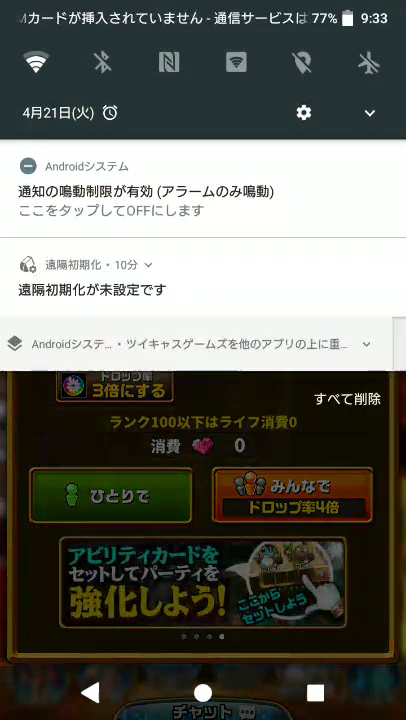 Mカードが挿入されていません - 通信サービスは 77% 9:33
4月21日(火)
Androidシステム
通知の鳴動制限が有効 (アラームのみ鳴動)
ここをタップしてOFFにします
遠隔初期化・10分
遠隔初期化が未設定です
Androidシステ…・ツイキャスゲームズを他のアプリの上に重…
すべて削除
ドロップ率
3倍にする
ランク100以下はライフ消費0
消費 0
ひとりで
みんなで
ドロップ率4倍
アビリティカードを
セットしてパーティを
強化しよう!
ここから
セットしよう
チャット